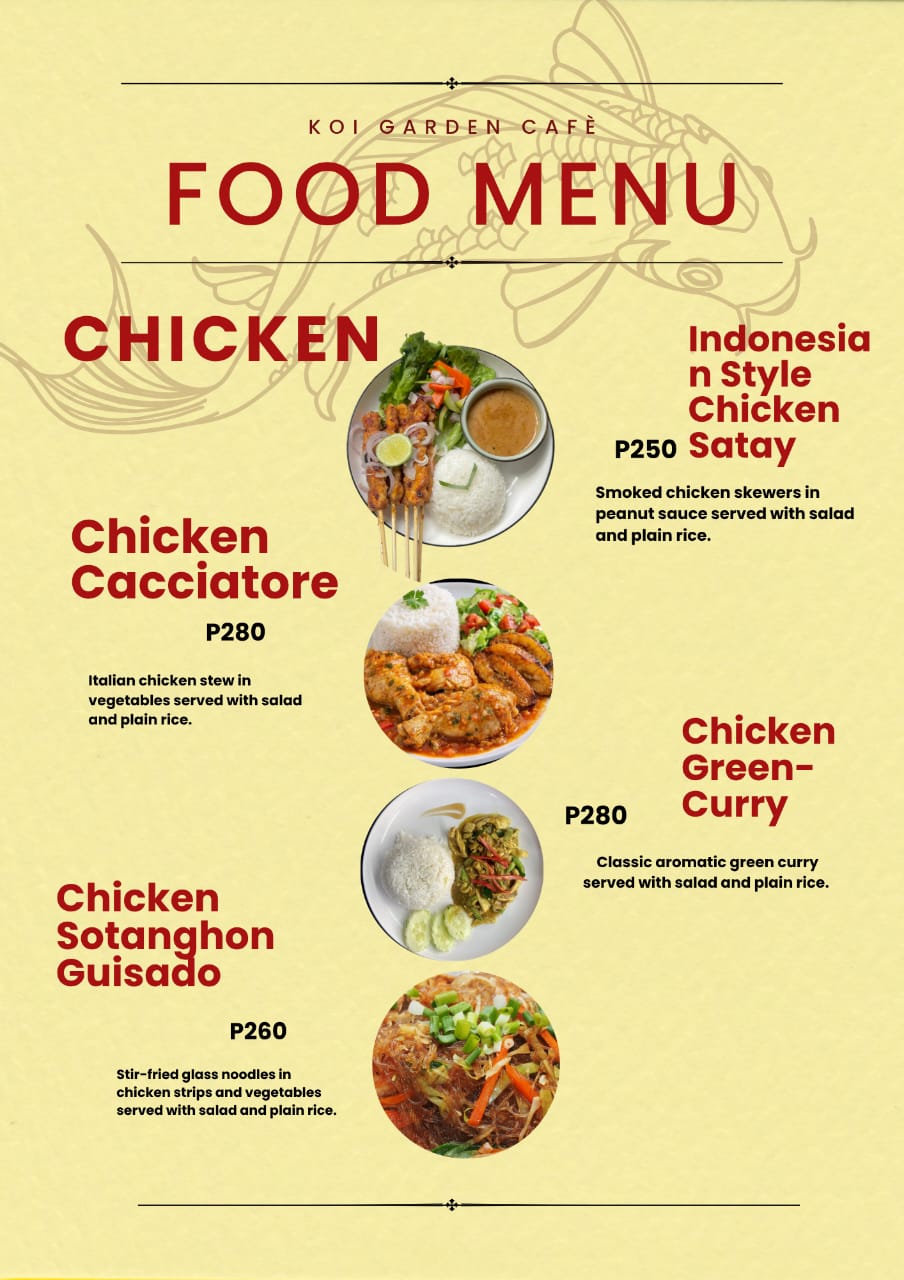 KOI GARDEN CAFÈ
FOOD MENU
CHICKEN
Indonesia
n Style
Chicken
Satay
P250
Smoked chicken skewers in
peanut sauce served with salad
and plain rice.
Chicken
Cacciatore
P280
Italian chicken stew in
vegetables served with salad
and plain rice.
Chicken
Green-
Curry
P280
Classic aromatic green curry
served with salad and plain rice.
Chicken
Sotanghon
Guisado
P260
Stir-fried glass noodles in
chicken strips and vegetables
served with salad and plain rice.